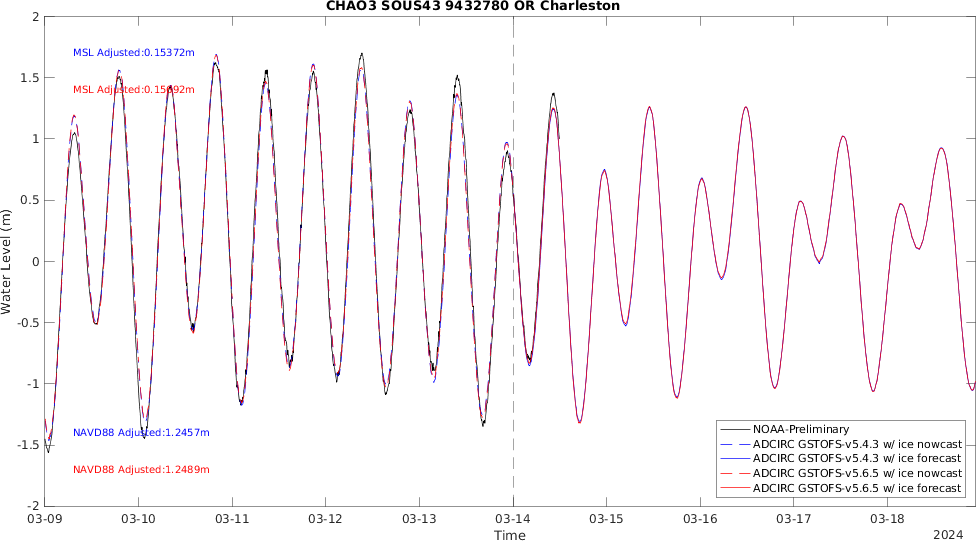 CHAO3 SOUS43 9432780 OR Charleston
2
1.5
1
0.5
0
-0.5
-1
-1.5
-2
Water Level (m)
MSL Adjusted:0.15372m
MSL Adjusted:0.15692m
NAVD88 Adjusted:1.2457m
NAVD88 Adjusted:1.2489m
NOAA-Preliminary
ADCIRC GSTOFS-v5.4.3 w/ ice nowcast
ADCIRC GSTOFS-v5.4.3 w/ ice forecast
ADCIRC GSTOFS-v5.6.5 w/ ice nowcast
ADCIRC GSTOFS-v5.6.5 w/ ice forecast
03-09 03-10 03-11 03-12 03-13 03-14 03-15 03-16 03-17 03-18
Time
2024